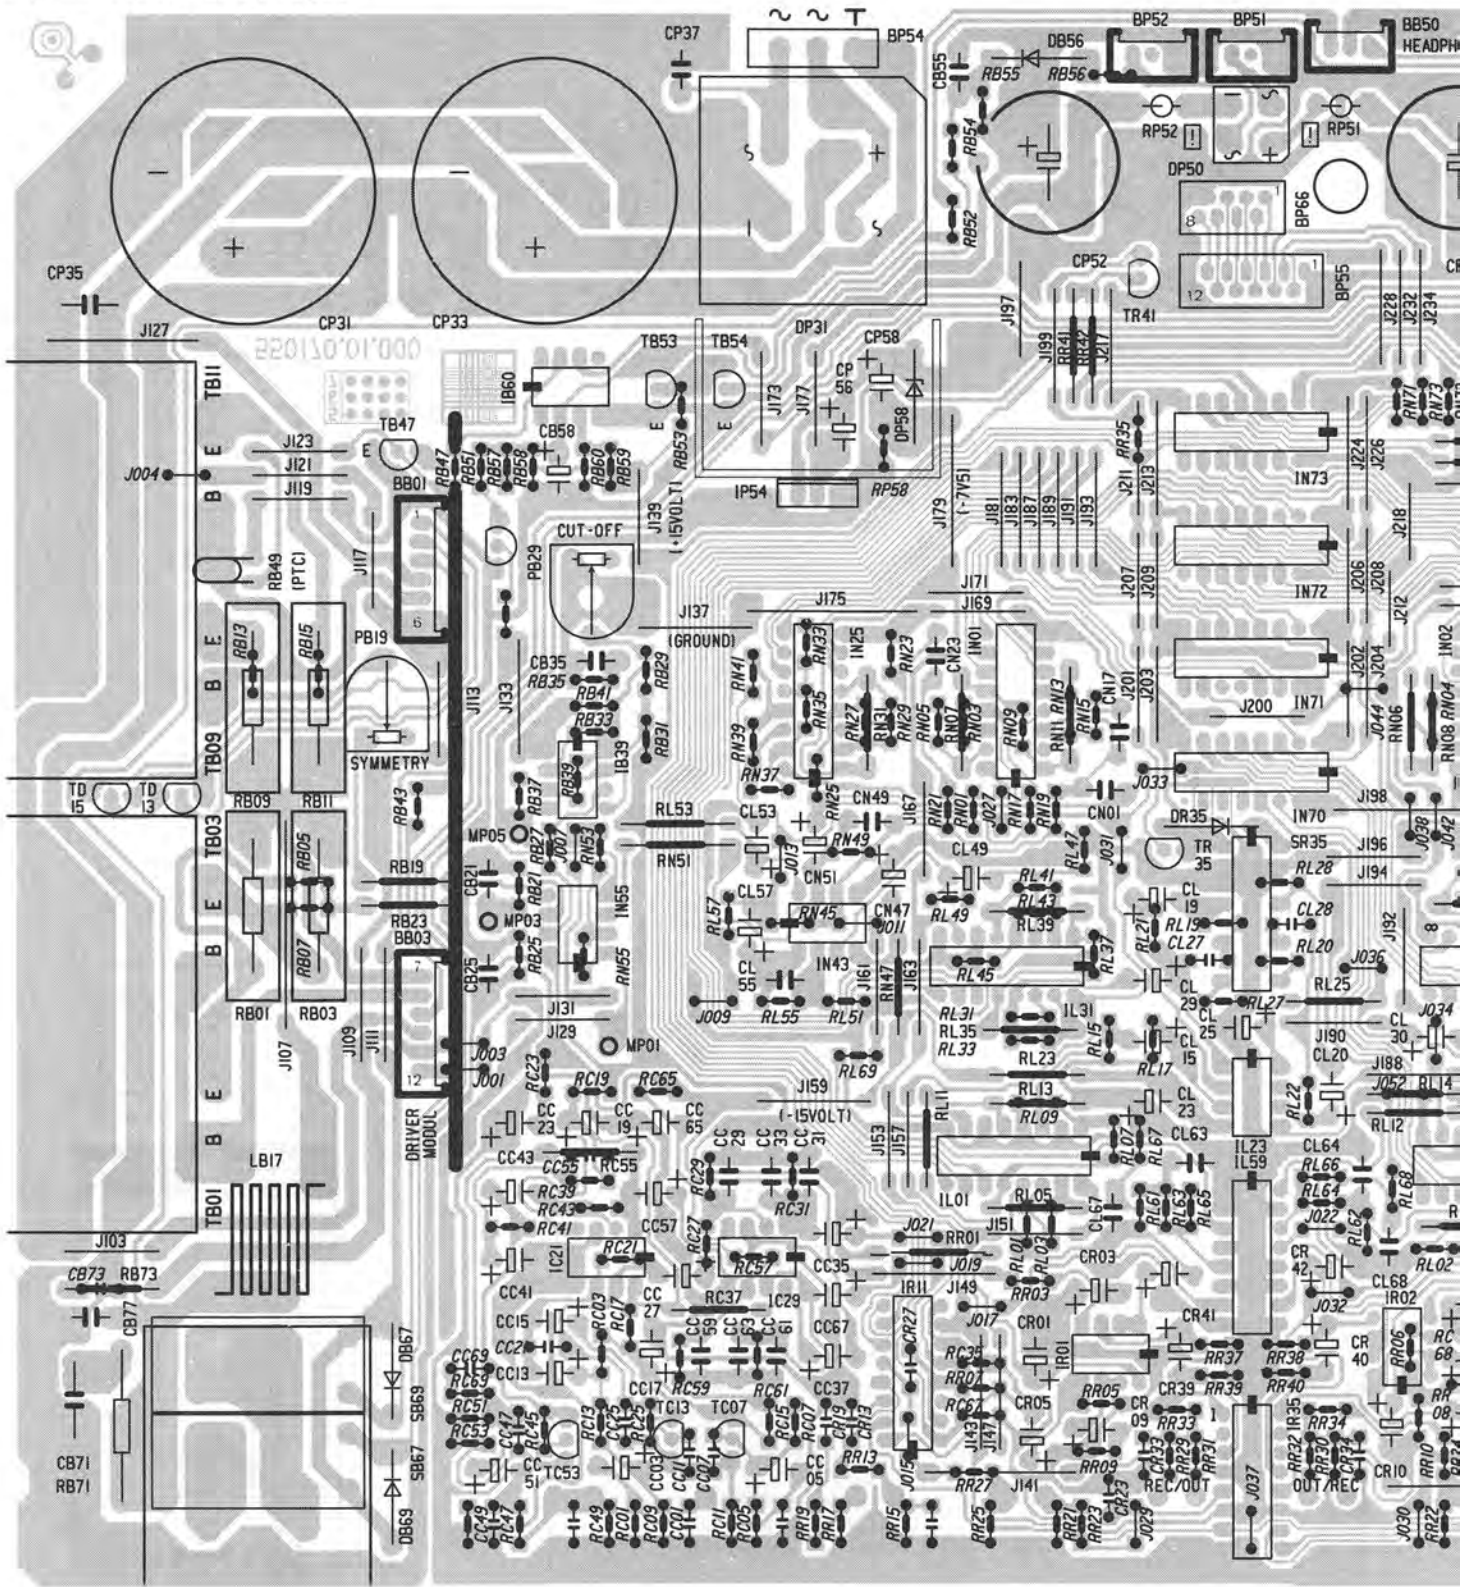 CP37
BP54
BP52
BP51
BB50
HEADPH
DB56
CB55
RB55
RB56
RB54
RP52
RP51
DP50
BP66
RB52
CP35
CP52
BP55
J197
J228
J232
J234
TR41
J127
CP31
CP33
550170.01.000
TB53
TB54
DP31
CP58
CP
56
J199
RR41
RR42
J217
TB11
IB60
J173
J177
DP58
RB53
TB47
CB58
RN71
RN73
J123
J121
J119
J004
BB01
RB47
RB51
RB57
RB58
RB60
RB59
J139
(+15VOLT)
IP54
RP58
J179
(-7V5)
J181
J183
J187
J189
J191
J193
RR35
J211
J213
IN73
J224
J226
J218
CUT-OFF
J117
PB29
RB49
(PTC)
J137
(GROUND)
J175
J171
J169
J207
J209
IN72
J206
J208
J212
RB13
RB15
PB19
CB35
RB35
RB41
RB33
RB29
RB31
RN41
RN39
RN33
RN35
IN25
RN23
CN23
IN01
RN27
RN31
RN29
RN05
RN07
RN03
RN09
RN13
RN11
RN15
CN17
J201
J203
J200
IN71
J202
J204
J044
RN06
RN04
RN08
IN02
TB09
J113
J133
SYMMETRY
IB39
RB39
RN37
RN25
TD
15
TD
13
RB09
RB11
RB43
RB37
MP05
RL53
RN51
CL53
J013
CN49
RN49
CN51
J167
RN21
RN01
J027
RN17
RN19
CN01
J033
IN70
J198
J038
J042
TB03
RB05
RB19
RB23
BB03
CB21
RB27
J007
RN53
RB21
IN55
MP03
RL47
J031
DR35
TR
35
SR35
J196
J194
RL28
CL57
RL57
RN45
CN47
J011
CL49
RL49
RL41
RL43
RL39
CL
19
RL21
RL19
CL28
CL27
RL20
J192
J036
RB07
RB01
RB03
CB25
RB25
RN55
CL
55
IN43
J161
RN47
J163
RL45
RL37
J131
J129
J009
RL55
RL51
CL
29
RL27
RL25
J034
J107
J109
J111
J003
J001
MP01
RL31
RL35
RL33
IL31
RL15
CL
15
CL
25
J190
CL
30
RC23
RC19
RC65
RL69
RL23
RL17
CL20
J188
J052
RL14
J159
(-15VOLT)
RL13
RL09
RL11
CL
23
RL22
RL12
DRIVER
MODUL
CC
23
CC
19
CC
65
CC
29
CC
33
CC
31
J153
J157
RL07
RL67
CL63
IL23
IL59
CL64
RL66
RL64
J022
RL68
LB17
CC43
CC55
RC55
RC39
RC43
RC41
RC29
RC31
IL01
RL05
CL67
RL61
RL63
RL65
RL62
TB01
CC57
RC27
J021
RR01
J151
J019
RL01
RL03
CR03
CR
42
RL02
J103
CB73
RB73
IC21
RC21
RC57
CC35
CC41
RC03
RC17
CC
27
RC37
IC29
IR11
J149
RR03
J032
CL68
IR02
CB77
CC15
CC21
CC13
CC
59
CC
63
CC
61
CC67
CR27
J017
CR01
IR01
CR41
CR
40
RR06
RC
68
DB67
SB69
CC69
RC69
RC51
RC53
RC59
RC61
CC37
RC35
RR07
RC67
CR05
RR05
CR39
RR37
RR39
RR38
RR40
RR
08
CC47
RC45
RC13
CC17
CC25
RC25
TC13
TC07
RC15
RC07
CR19
CR13
J143
J147
CR
09
RR33
IR35
RR34
CB71
RB71
SB67
DB69
CC
51
TC53
CC03
CC11
CC07
CC
05
RR13
J015
RR27
J141
RR09
CR33
RR29
RR31
REC/OUT
RR32
RR30
CR34
OUT/REC
CR10
RR10
RR24
CC49
RC47
RC49
RC01
RC09
CC01
RC11
RC05
RR19
RR17
RR15
RR25
RR21
RR23
CR23
J029
J037
J030
RR22